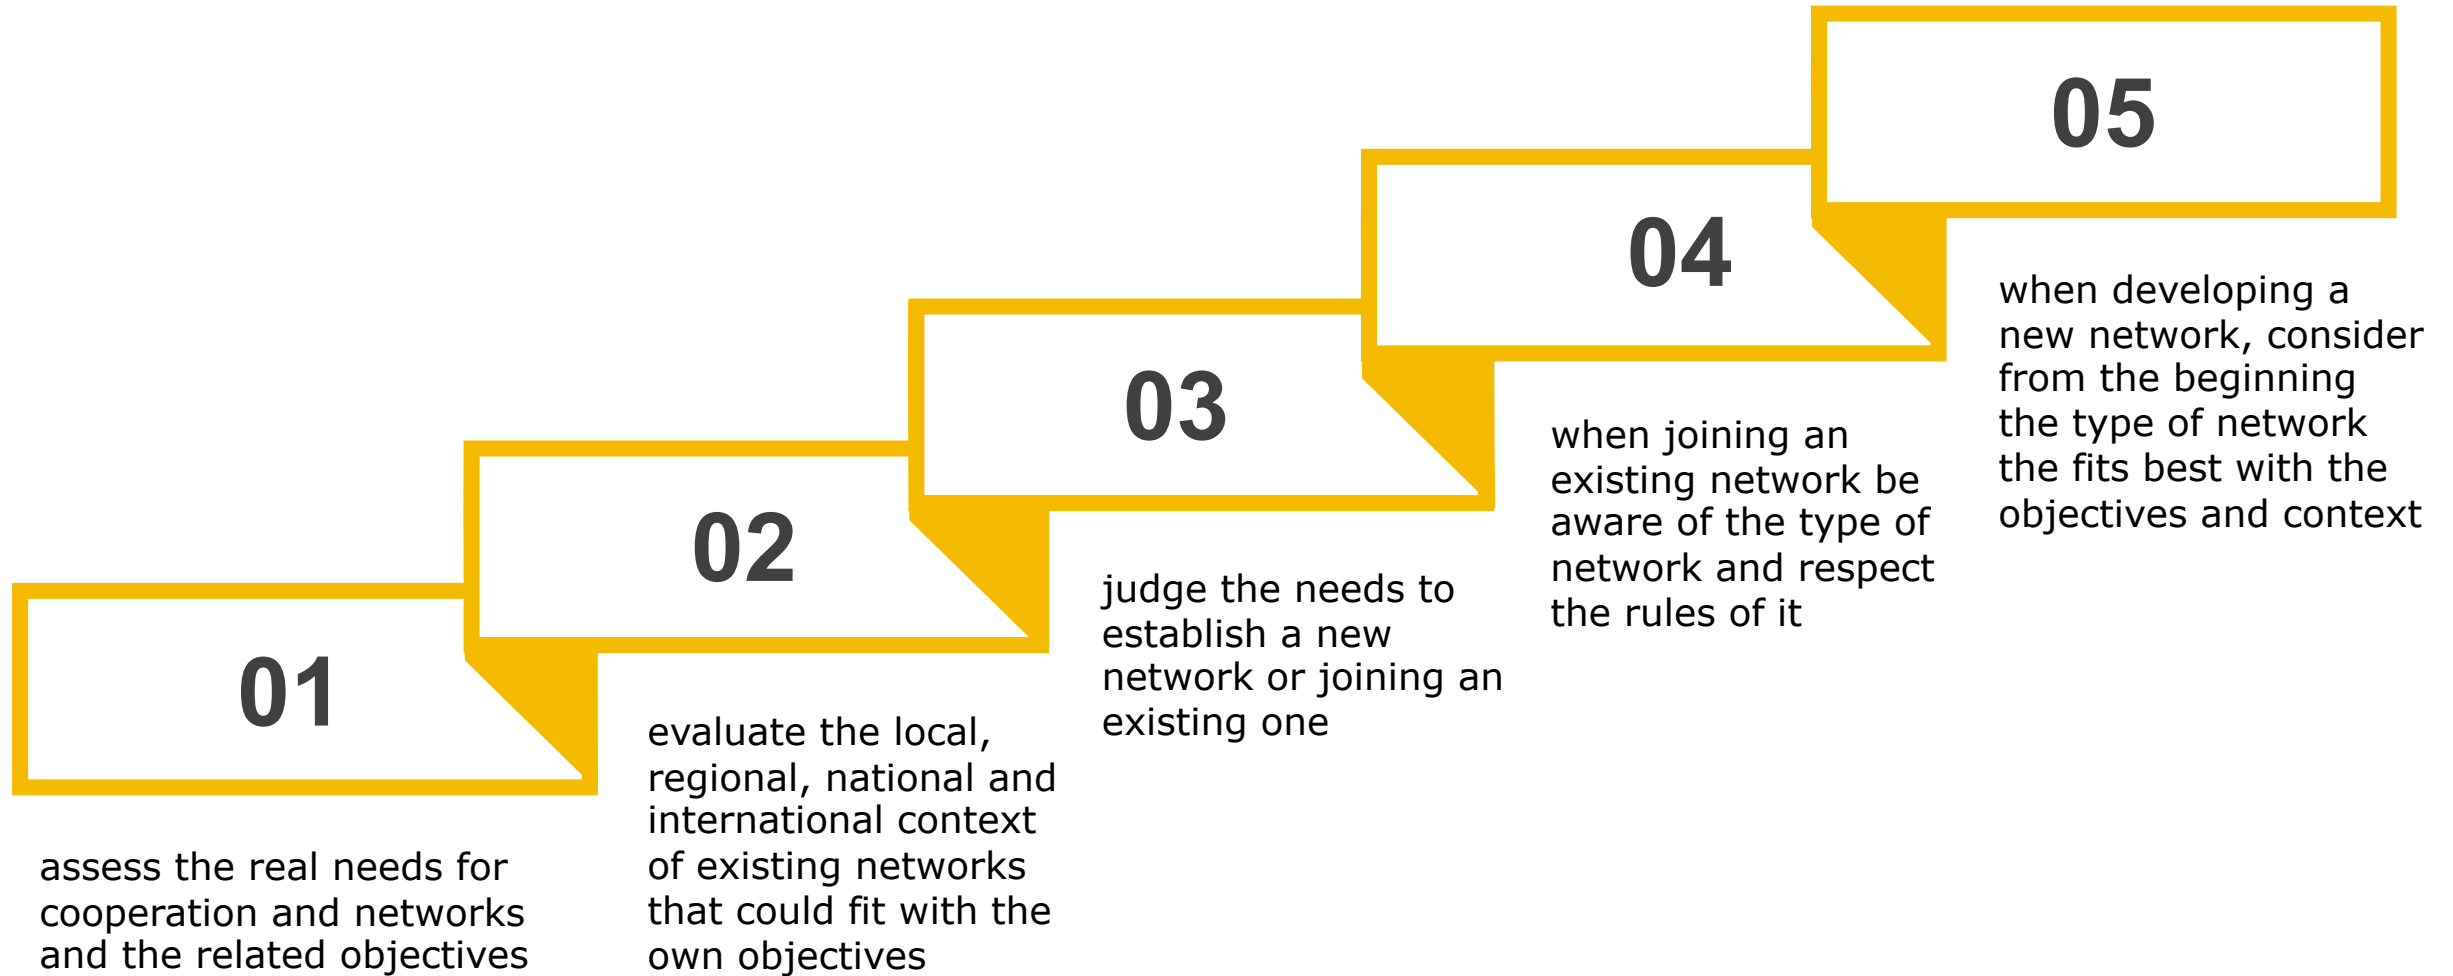 01
assess the real needs for
cooperation and networks
and the related objectives
02
evaluate the local,
regional, national and
international context
of existing networks
that could fit with the
own objectives
03
judge the needs to
establish a new
network or joining an
existing one
04
when joining an
existing network be
aware of the type of
network and respect
the rules of it
05
when developing a
new network, consider
from the beginning
the type of network
the fits best with the
objectives and context